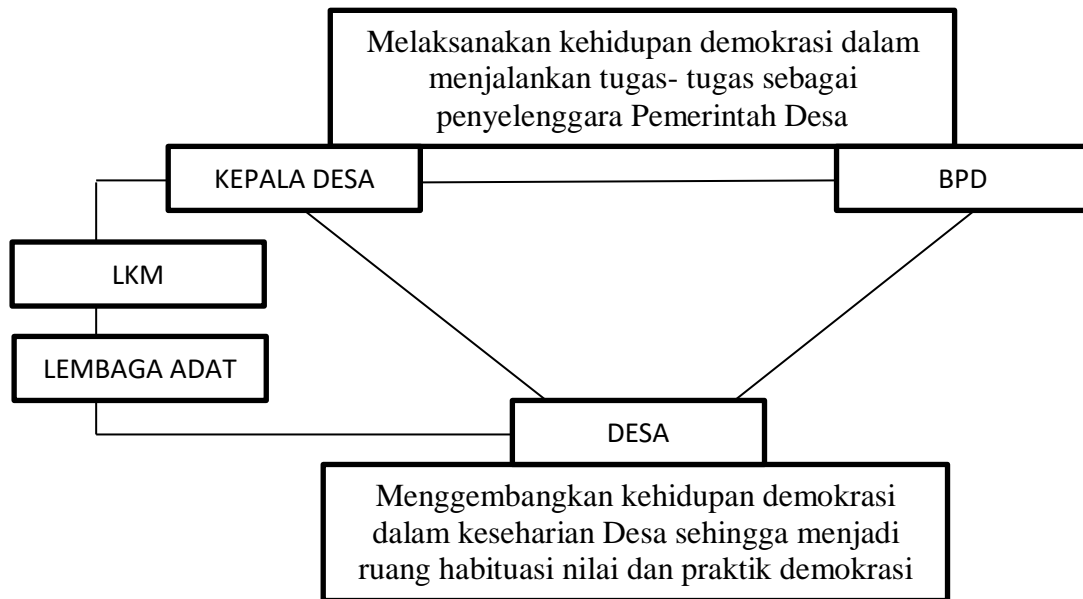 Melaksanakan kehidupan demokrasi dalam
menjalankan tugas- tugas sebagai
penyelenggara Pemerintah Desa
KEPALA DESA
BPD
LKM
LEMBAGA ADAT
DESA
Menggembangkan kehidupan demokrasi
dalam keseharian Desa sehingga menjadi
ruang habituasi nilai dan praktik demokrasi